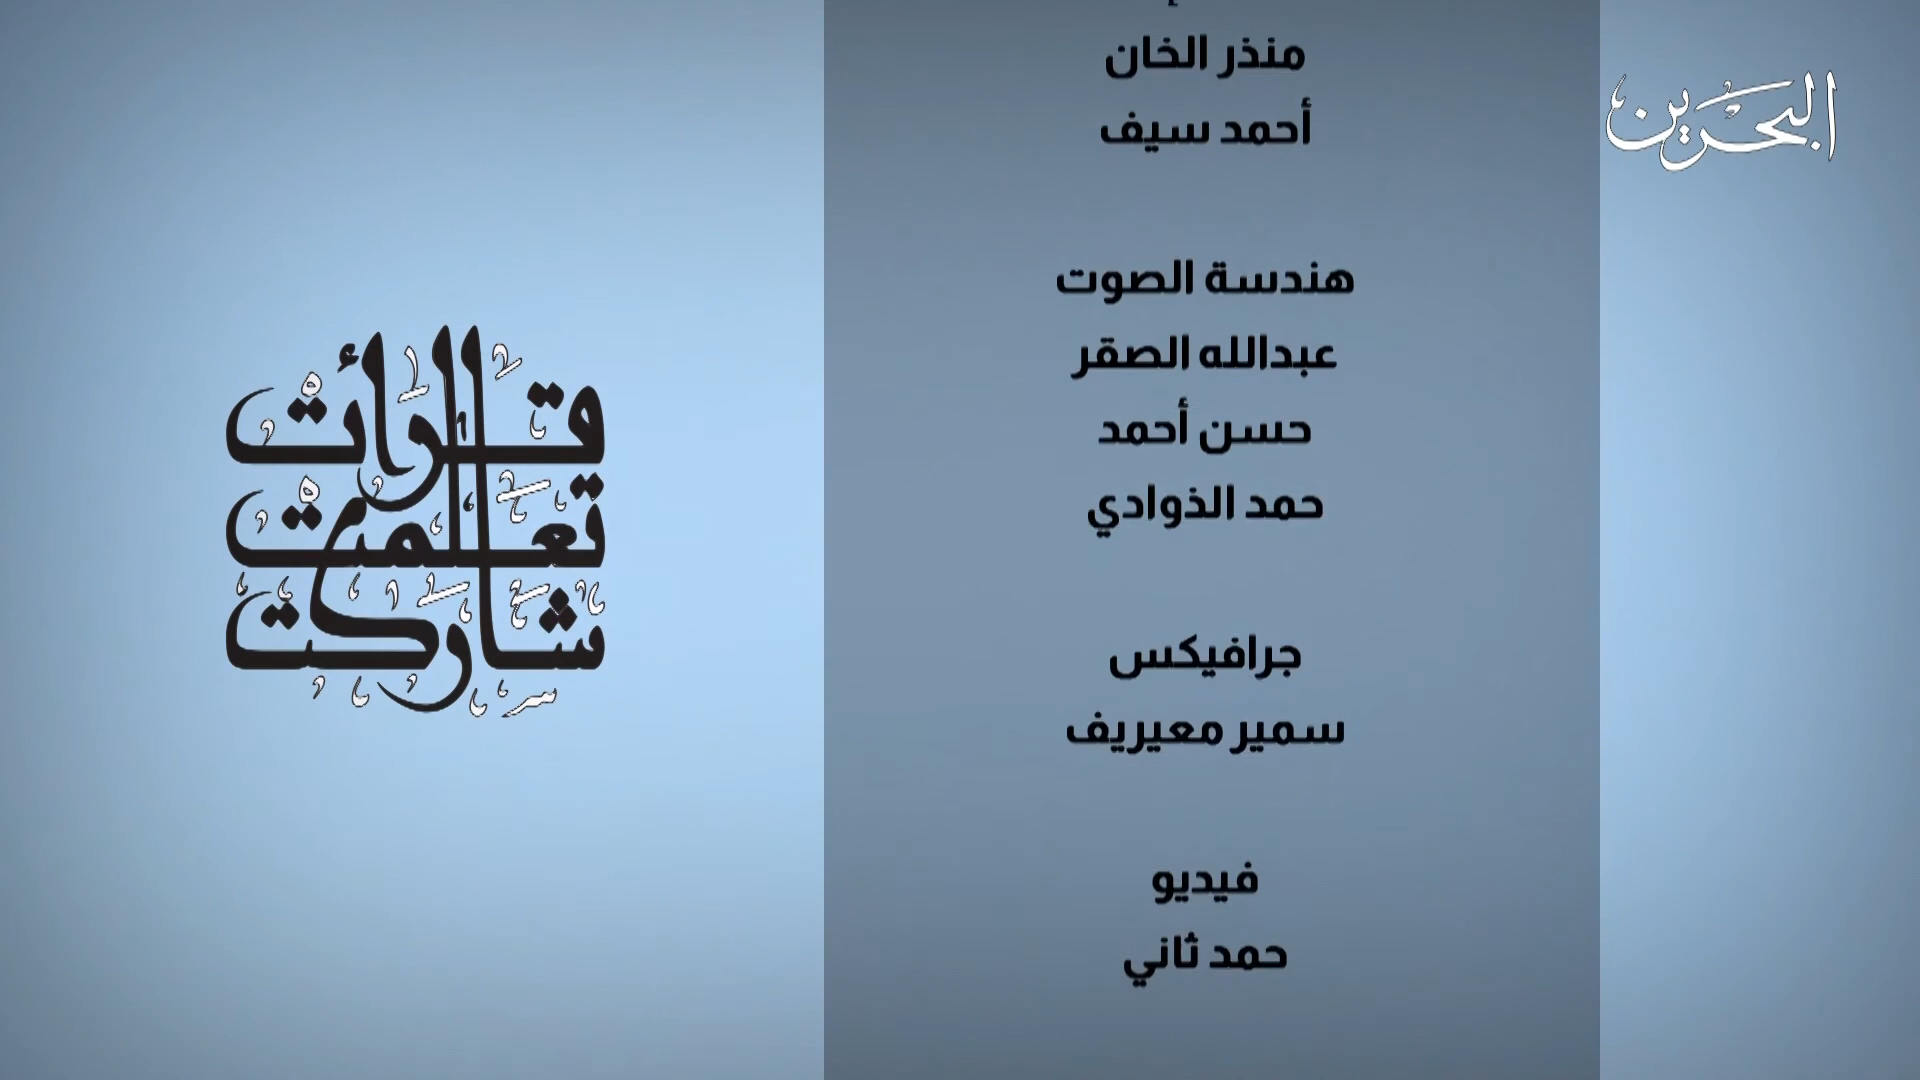 منذر الخان
أحمد سيف
هندسة الصوت
عبدالله الصقر
حسن أحمد
حمد الذوادي
جرافيكس
سمير معيريف
فيديو
حمد ثاني
البحرين
قرأت
تعلمت
شاركت